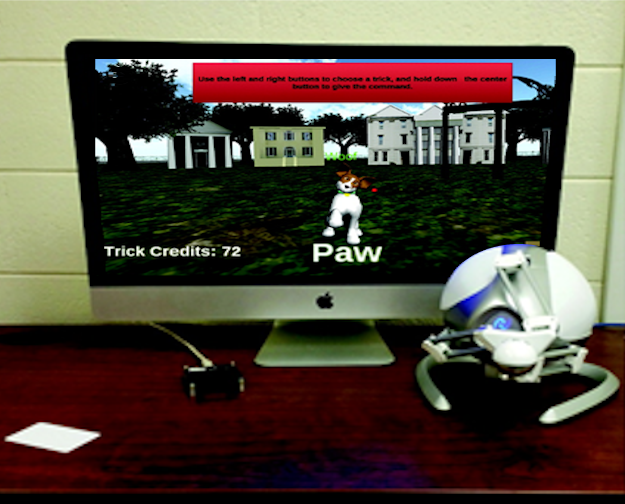 Use the left and right buttons to choose a trick, and hold down the center
button to give the command.
Woof
Trick Credits: 72
Paw